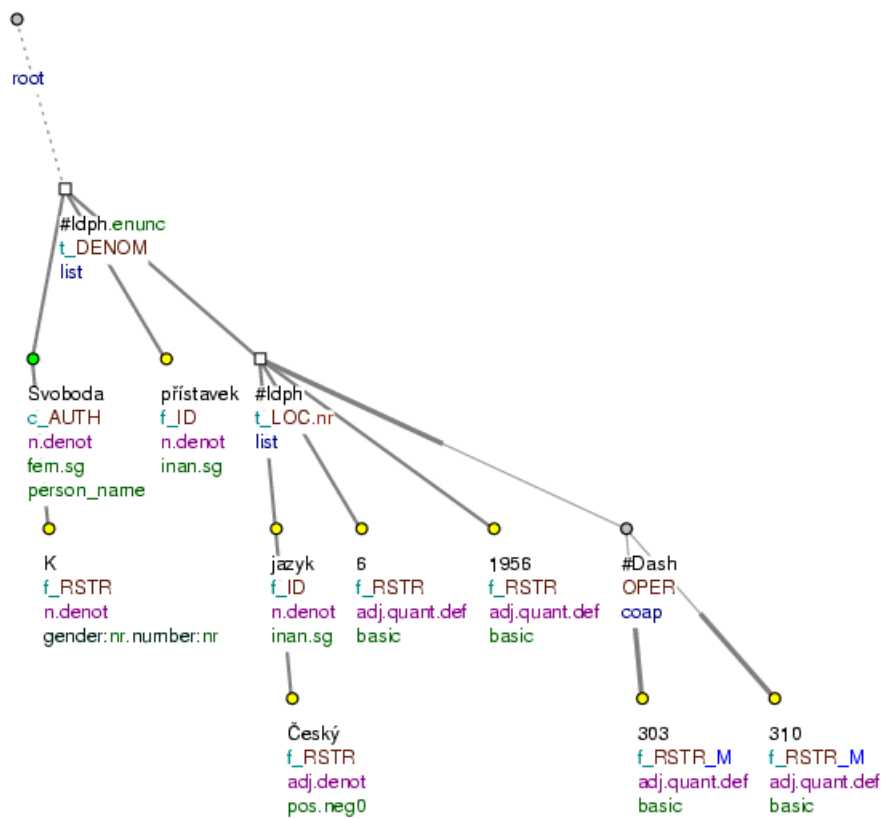 root
#Idph.enunc
t_DENOM
list
Svoboda
c_AUTH
n.denot
fem.sg
person_name
přístavek
f_ID
n.denot
inan.sg
#Idph
t_LOC.nr
list
K
f_RSTR
n.denot
gender:nr.number:nr
jazyk
f_ID
n.denot
inan.sg
6
f_RSTR
adj.quant.def
basic
1956
f_RSTR
adj.quant.def
basic
#Dash
OPER
coap
Český
f_RSTR
adj.denot
pos.neg0
303
f_RSTR_M
adj.quant.def
basic
310
f_RSTR_M
adj.quant.def
basic